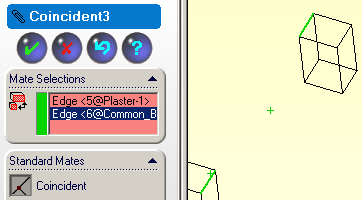 Coincident3
?
Mate Selections
Edge <5@Plaster-1>
Edge <6@Common_B
Standard Mates
Coincident